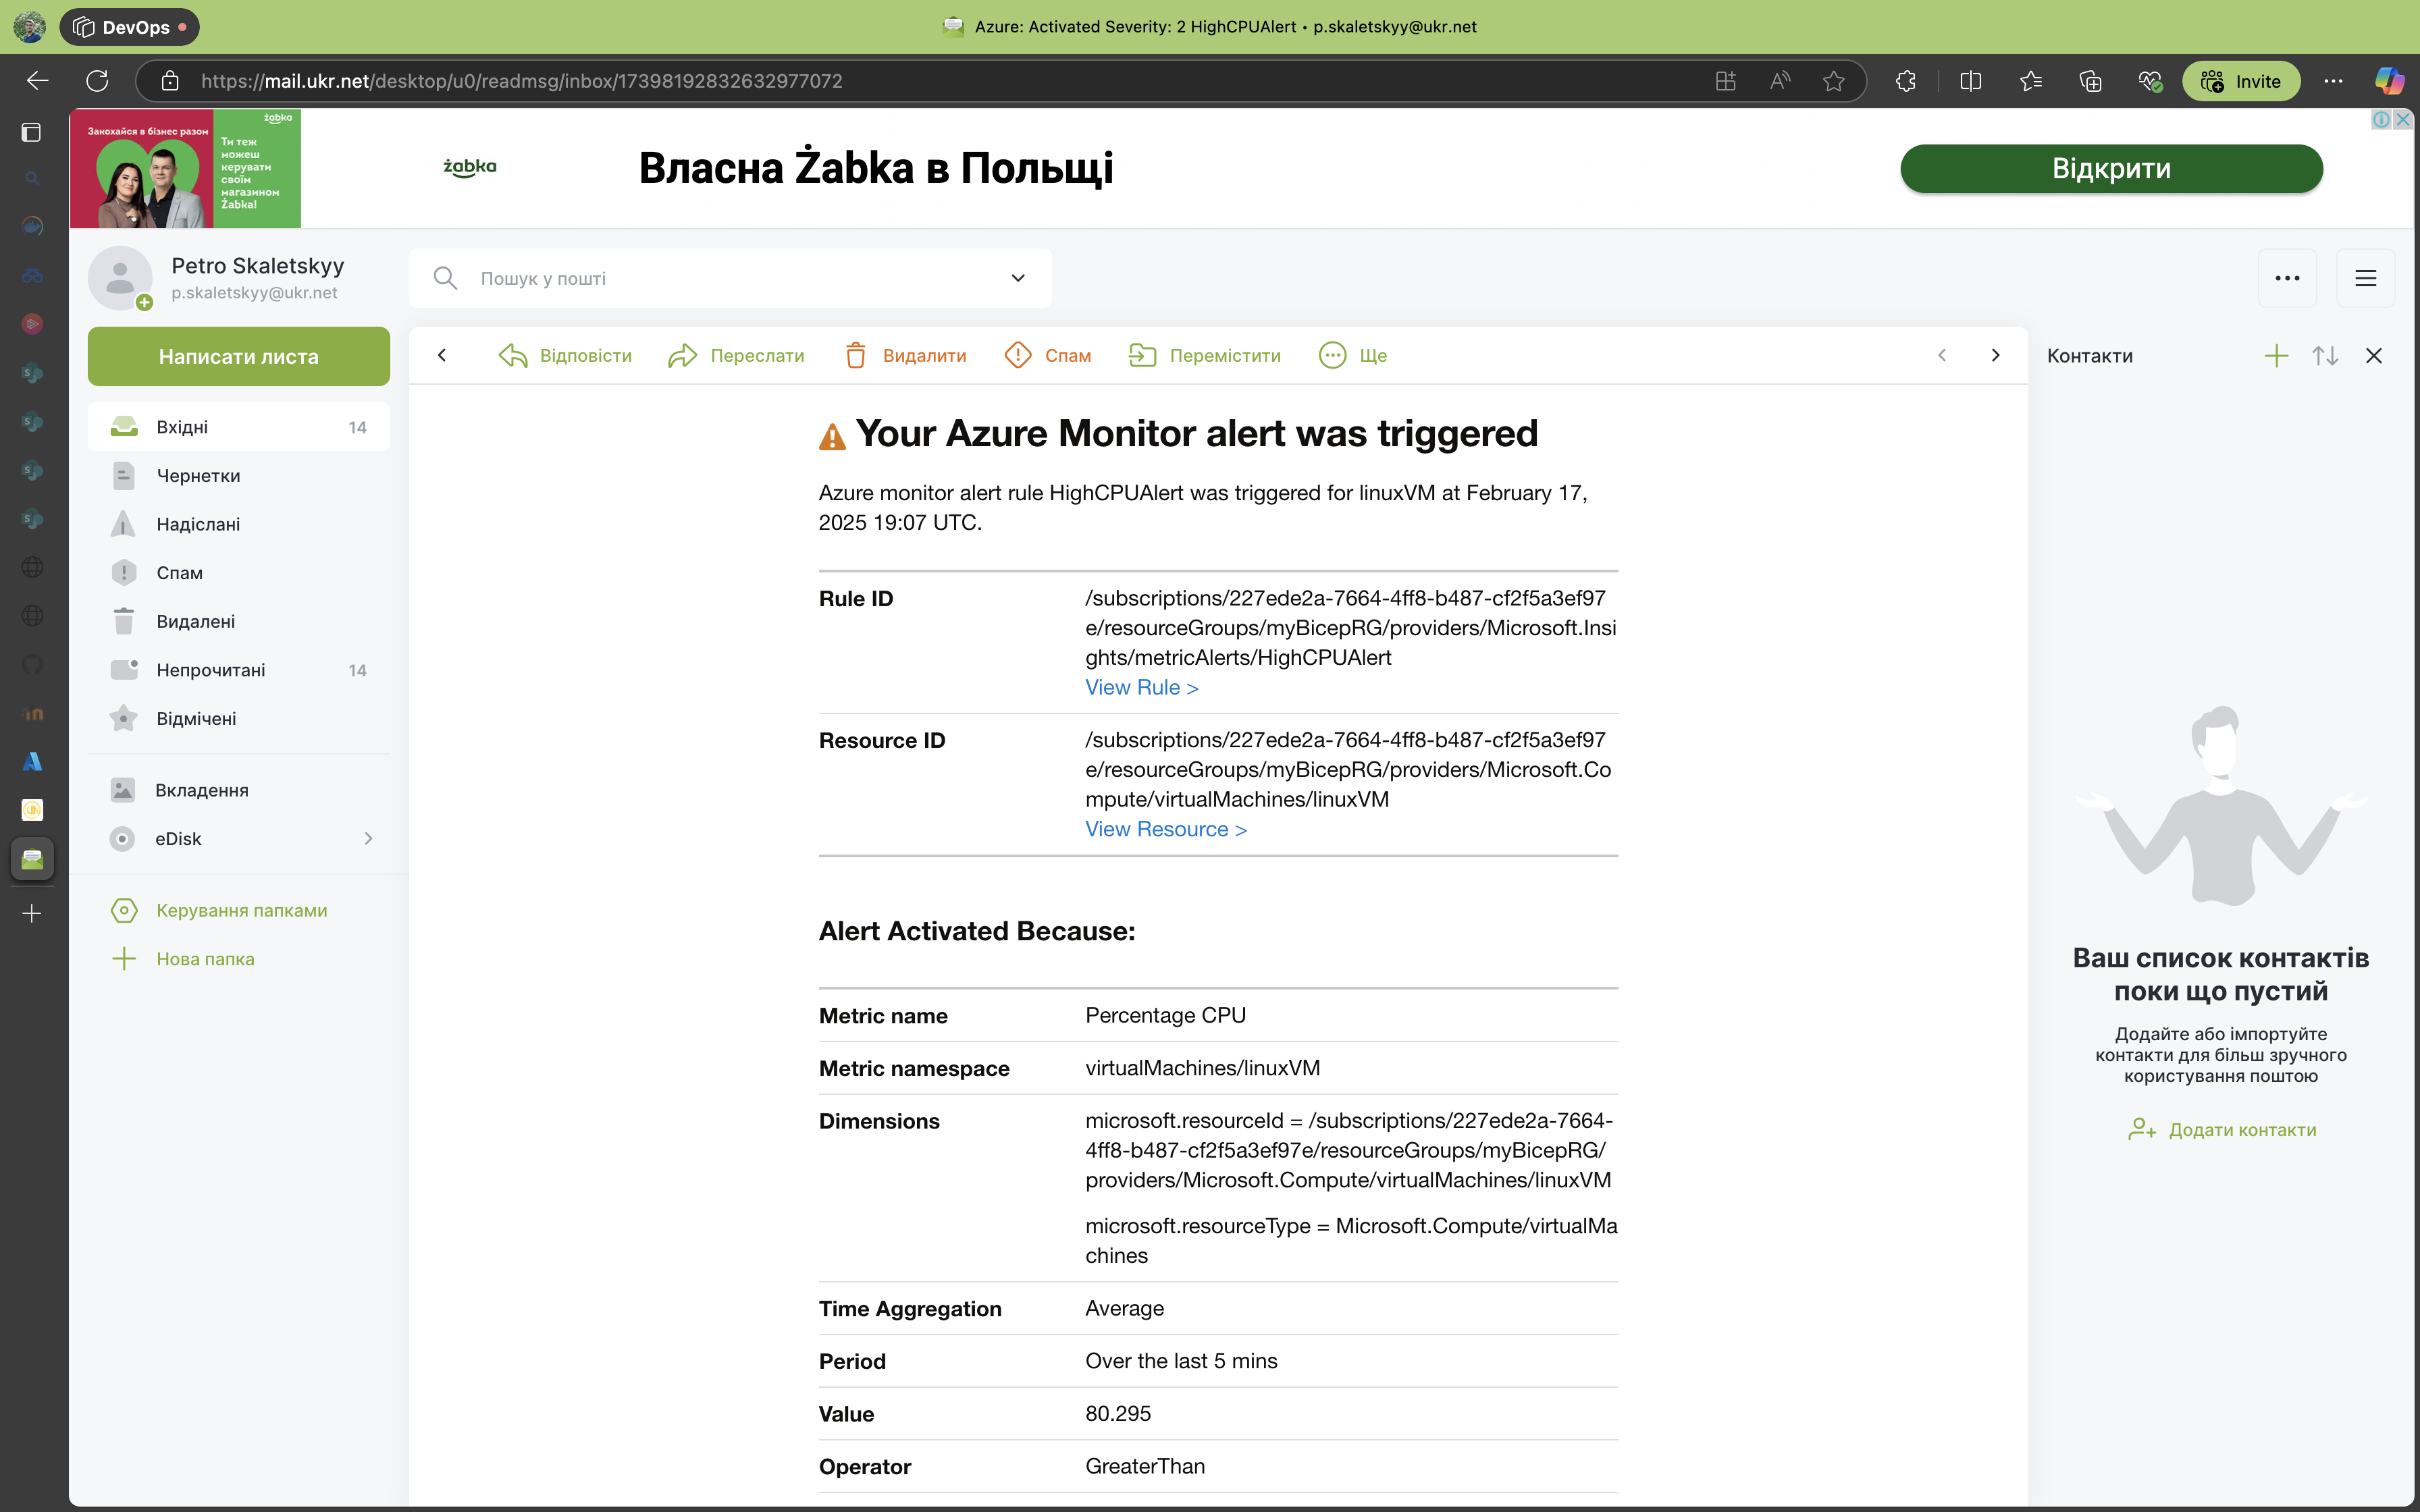 DevOps
Azure: Activated Severity: 2 HighCPUAlert • p.skaletskyy@ukr.net
https://mail.ukr.net/desktop/u0/readmsg/inbox/17398192832632977072
Invite
Закохайся в бізнес разом
żabka
Ти теж
можеш
керувати
своїм
магазином
Żabka!
żabka
Власна Żabka в Польщі
Відкрити
Petro Skaletskyy
p.skaletskyy@ukr.net
Пошук у пошті
Написати листа
Відповісти
Переслати
Видалити
Спам
Перемістити
Ще
Контакти
Вхідні 14
Чернетки
Надіслані
Спам
Видалені
Непрочитані 14
Відмічені
Вкладення
eDisk
Керування папками
Нова папка
Your Azure Monitor alert was triggered
Azure monitor alert rule HighCPUAlert was triggered for linuxVM at February 17,
2025 19:07 UTC.
Rule ID
/subscriptions/227ede2a-7664-4ff8-b487-cf2f5a3ef97
e/resourceGroups/myBicepRG/providers/Microsoft.Insi
ghts/metricAlerts/HighCPUAlert
View Rule >
Resource ID
/subscriptions/227ede2a-7664-4ff8-b487-cf2f5a3ef97
e/resourceGroups/myBicepRG/providers/Microsoft.Co
mpute/virtualMachines/linuxVM
View Resource >
Alert Activated Because:
Metric name Percentage CPU
Metric namespace virtualMachines/linuxVM
Dimensions
microsoft.resourceId = /subscriptions/227ede2a-7664-
4ff8-b487-cf2f5a3ef97e/resourceGroups/myBicepRG/
providers/Microsoft.Compute/virtualMachines/linuxVM
microsoft.resourceType = Microsoft.Compute/virtualMa
chines
Time Aggregation Average
Period Over the last 5 mins
Value 80.295
Operator GreaterThan
Ваш список контактів
поки що пустий
Додайте або імпортуйте
контакти для більш зручного
користування поштою
Додати контакти